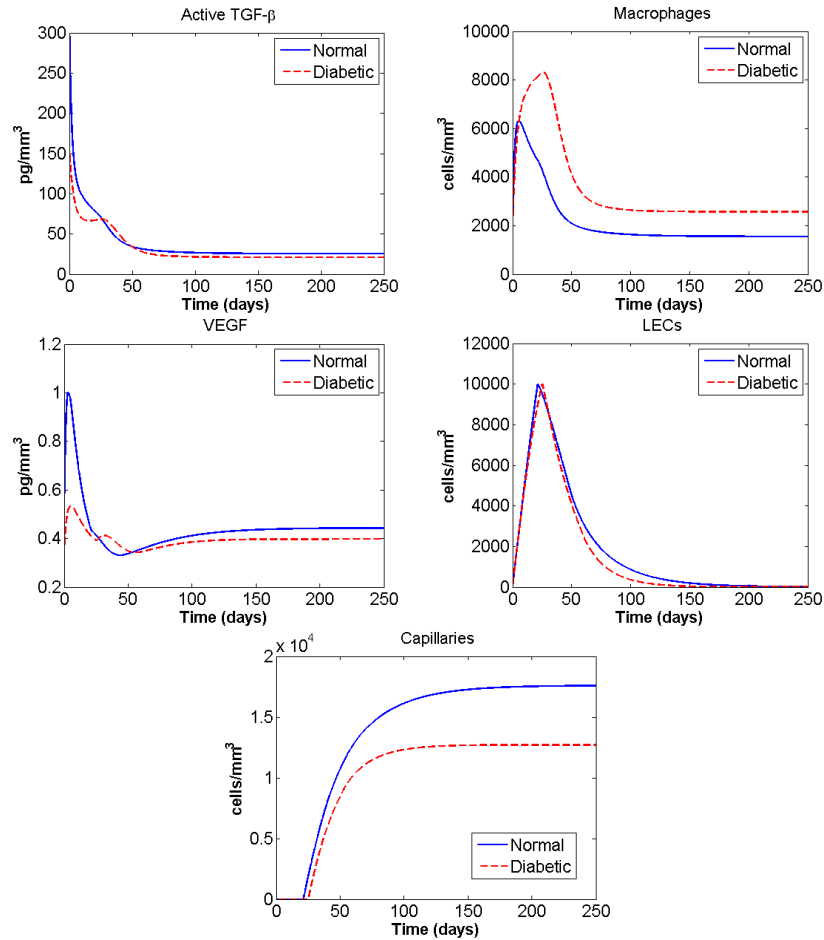 Active TGF-β
300
250
200
150
100
50
0
pg/mm³
0 50 100 150 200 250
Time (days)
Normal
Diabetic
Macrophages
10000
8000
6000
4000
2000
0
cells/mm³
0 50 100 150 200 250
Time (days)
Normal
Diabetic
VEGF
1.2
1
0.8
0.6
0.4
0.2
pg/mm³
0 50 100 150 200 250
Time (days)
Normal
Diabetic
LECs
12000
10000
8000
6000
4000
2000
0
cells/mm³
0 50 100 150 200 250
Time (days)
Normal
Diabetic
Capillaries
x 10⁴
2
1.5
1
0.5
0
cells/mm³
0 50 100 150 200 250
Time (days)
Normal
Diabetic